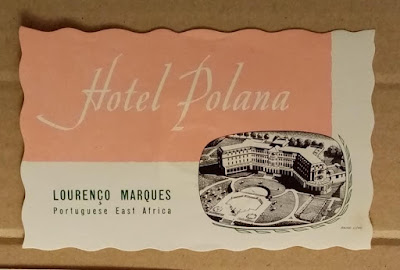 Hotel Polana
LOURENÇO MARQUES
Portuguese East Africa